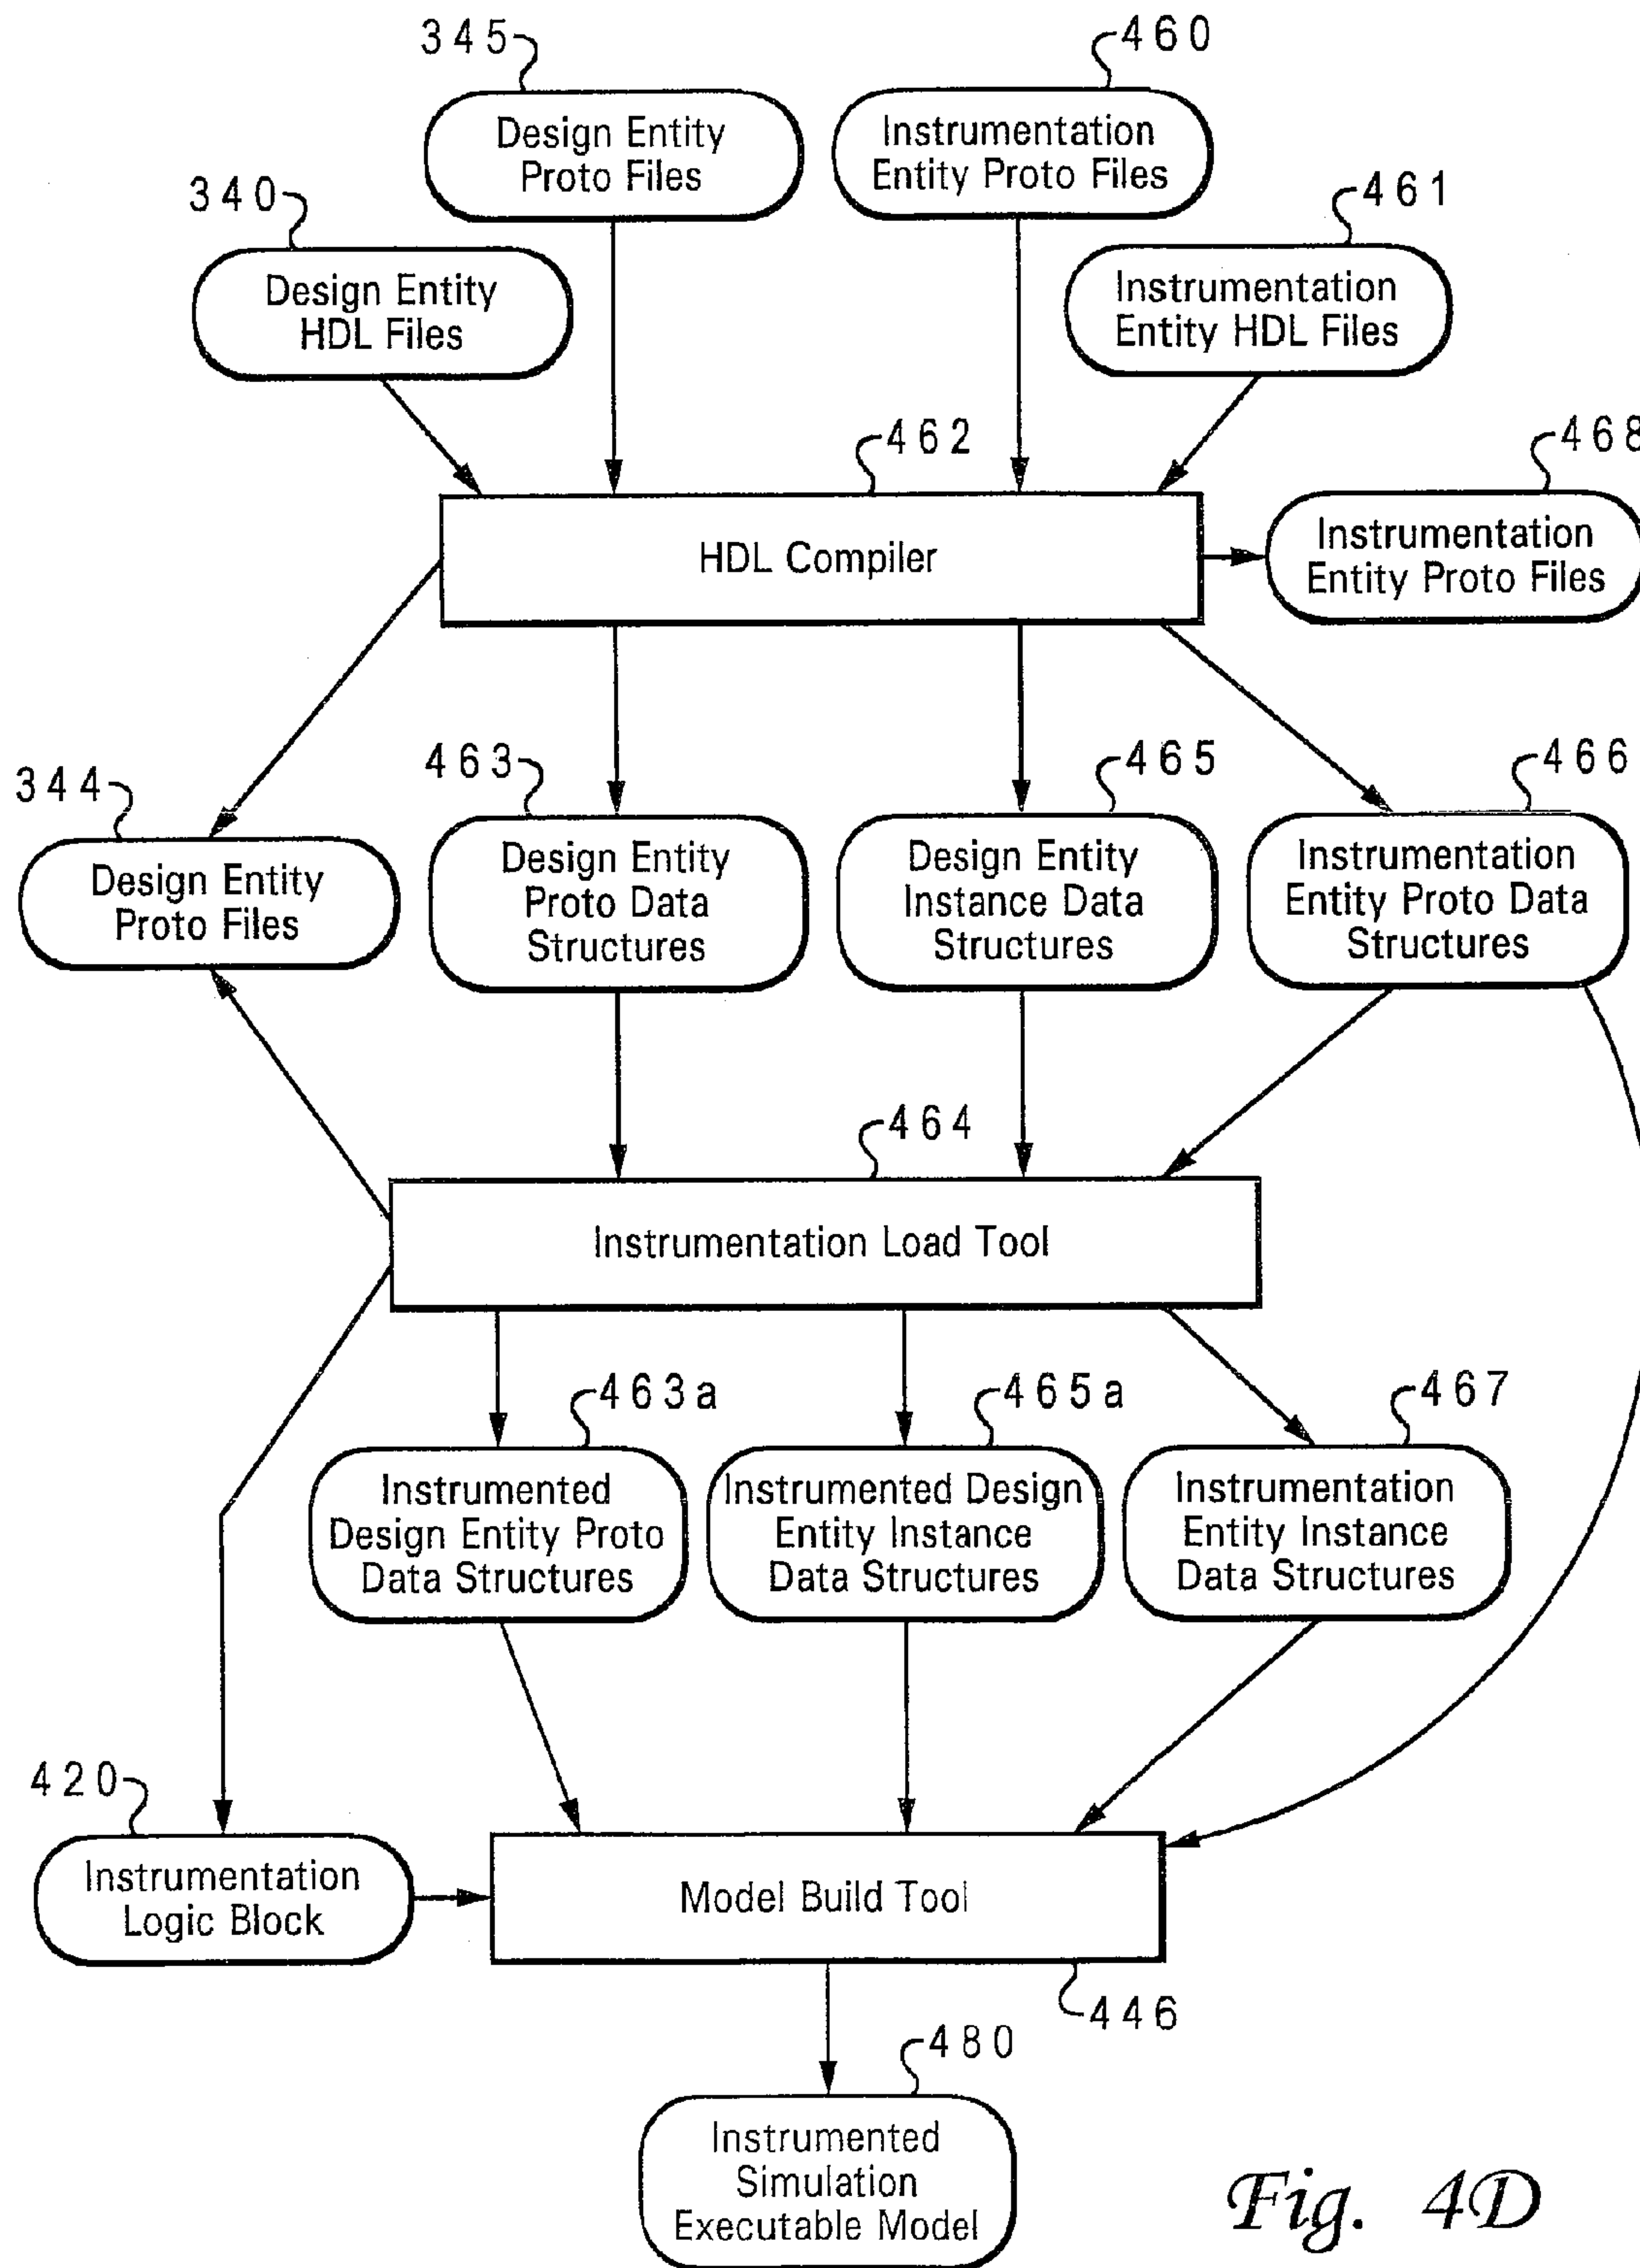 345
460
Design Entity
Proto Files
Instrumentation
Entity Proto Files
340
461
Design Entity
HDL Files
Instrumentation
Entity HDL Files
462
468
HDL Compiler
Instrumentation
Entity Proto Files
344
463
465
466
Design Entity
Proto Files
Design Entity
Proto Data
Structures
Design Entity
Instance Data
Structures
Instrumentation
Entity Proto Data
Structures
464
Instrumentation Load Tool
463a
465a
467
Instrumented
Design Entity Proto
Data Structures
Instrumented Design
Entity Instance
Data Structures
Instrumentation
Entity Instance
Data Structures
420
Instrumentation
Logic Block
Model Build Tool
446
480
Instrumented
Simulation
Executable Model
Fig. 4D